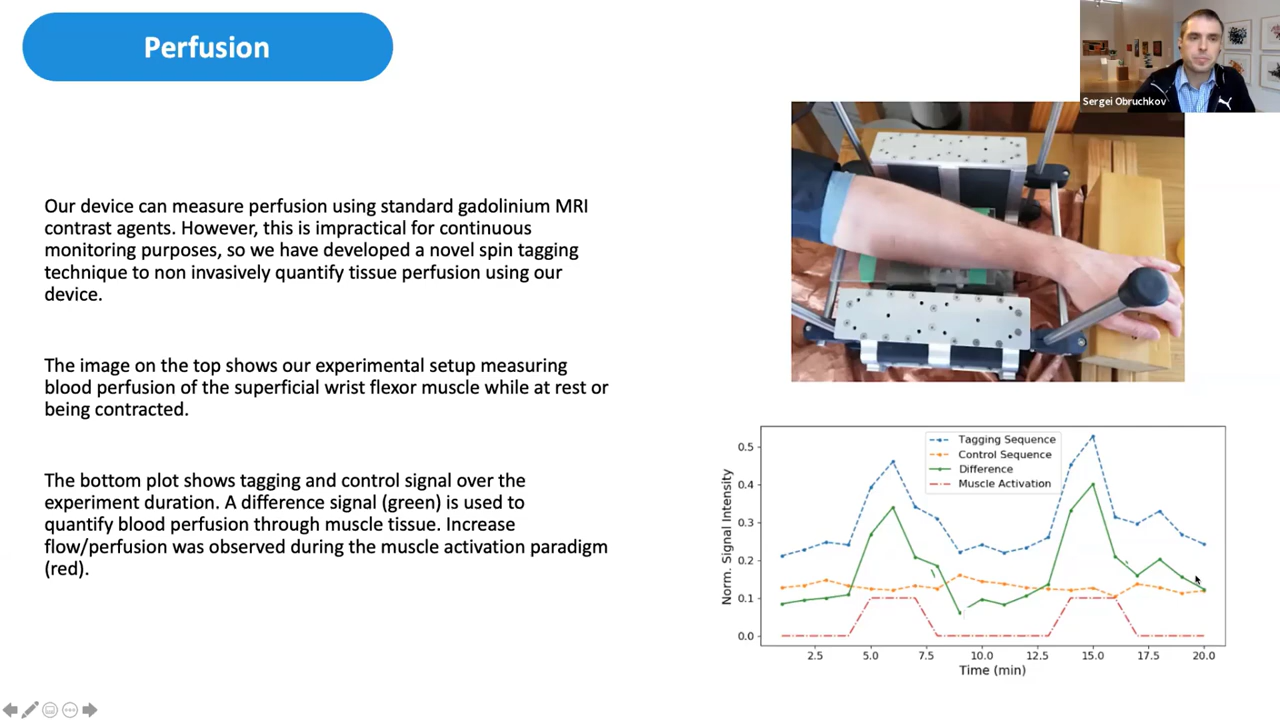 Perfusion
Sergei Obruchkov
Our device can measure perfusion using standard gadolinium MRI
contrast agents. However, this is impractical for continuous
monitoring purposes, so we have developed a novel spin tagging
technique to non invasively quantify tissue perfusion using our
device.
The image on the top shows our experimental setup measuring
blood perfusion of the superficial wrist flexor muscle while at rest or
being contracted.
The bottom plot shows tagging and control signal over the
experiment duration. A difference signal (green) is used to
quantify blood perfusion through muscle tissue. Increase
flow/perfusion was observed during the muscle activation paradigm
(red).
Tagging Sequence
Control Sequence
Difference
Muscle Activation
Norm. Signal Intensity
0.5
0.4
0.3
0.2
0.1
0.0
2.5 5.0 7.5 10.0 12.5 15.0 17.5 20.0
Time (min)